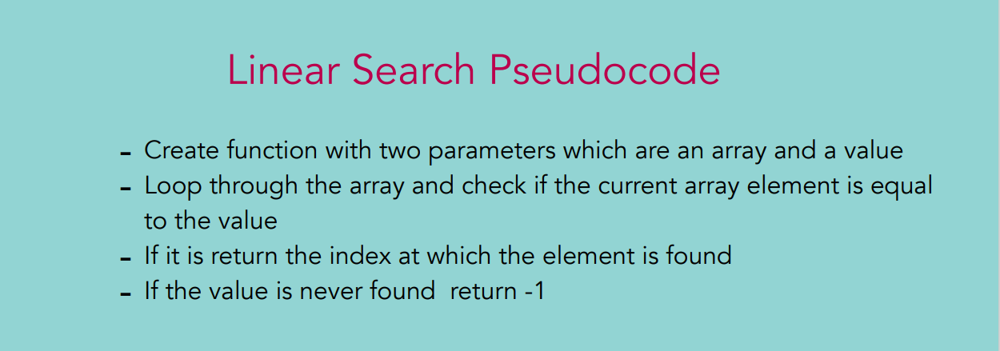 Linear Search Pseudocode
- Create function with two parameters which are an array and a value
- Loop through the array and check if the current array element is equal
to the value
- If it is return the index at which the element is found
- If the value is never found  return -1